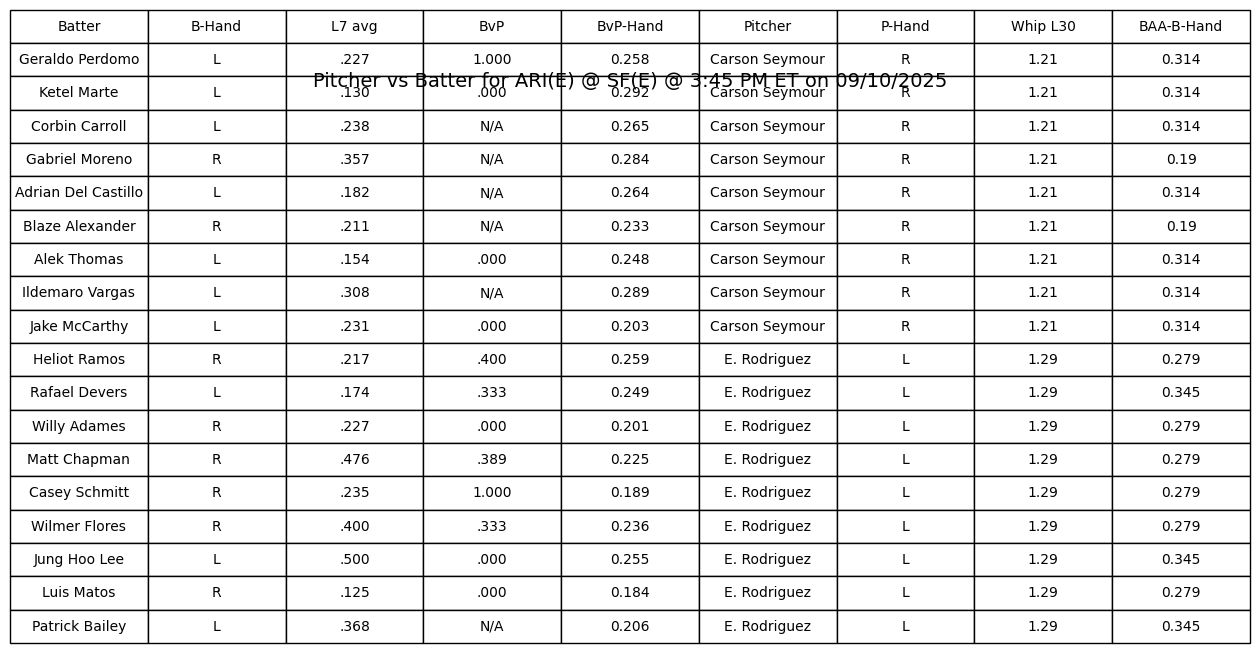 Batter B-Hand L7 avg BvP BvP-Hand Pitcher P-Hand Whip L30 BAA-B-Hand
Geraldo Perdomo L .227 1.000 0.258 Carson Seymour R 1.21 0.314
Pitcher vs Batter for ARI(E) @ SF(E) @ 3:45 PM ET on 09/10/2025
Ketel Marte L .130 .000 0.292 Carson Seymour R 1.21 0.314
Corbin Carroll L .238 N/A 0.265 Carson Seymour R 1.21 0.314
Gabriel Moreno R .357 N/A 0.284 Carson Seymour R 1.21 0.19
Adrian Del Castillo L .182 N/A 0.264 Carson Seymour R 1.21 0.314
Blaze Alexander R .211 N/A 0.233 Carson Seymour R 1.21 0.19
Alek Thomas L .154 .000 0.248 Carson Seymour R 1.21 0.314
Ildemaro Vargas L .308 N/A 0.289 Carson Seymour R 1.21 0.314
Jake McCarthy L .231 .000 0.203 Carson Seymour R 1.21 0.314
Heliot Ramos R .217 .400 0.259 E. Rodriguez L 1.29 0.279
Rafael Devers L .174 .333 0.249 E. Rodriguez L 1.29 0.345
Willy Adames R .227 .000 0.201 E. Rodriguez L 1.29 0.279
Matt Chapman R .476 .389 0.225 E. Rodriguez L 1.29 0.279
Casey Schmitt R .235 1.000 0.189 E. Rodriguez L 1.29 0.279
Wilmer Flores R .400 .333 0.236 E. Rodriguez L 1.29 0.279
Jung Hoo Lee L .500 .000 0.255 E. Rodriguez L 1.29 0.345
Luis Matos R .125 .000 0.184 E. Rodriguez L 1.29 0.279
Patrick Bailey L .368 N/A 0.206 E. Rodriguez L 1.29 0.345